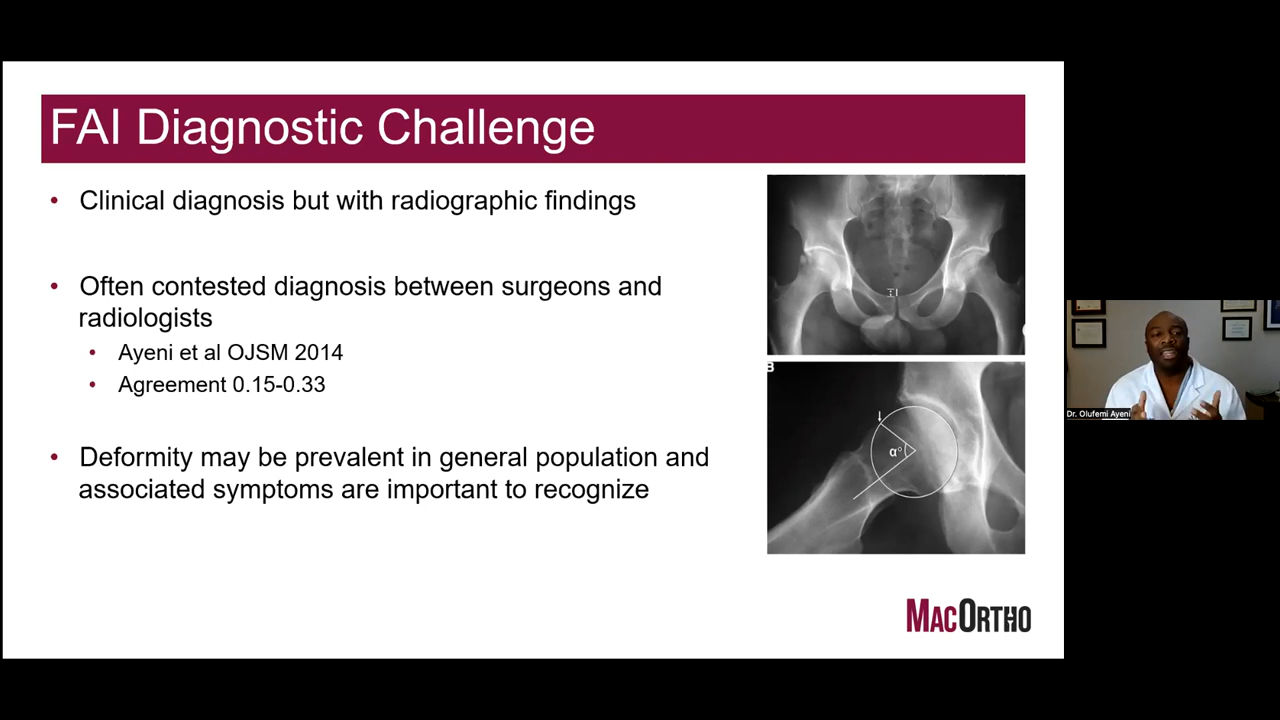 FAI Diagnostic Challenge
• Clinical diagnosis but with radiographic findings
• Often contested diagnosis between surgeons and
radiologists
• Ayeni et al OJSM 2014
• Agreement 0.15-0.33
• Deformity may be prevalent in general population and
associated symptoms are important to recognize
B
α°
MACORTHO
Dr. Olufemi Ayeni